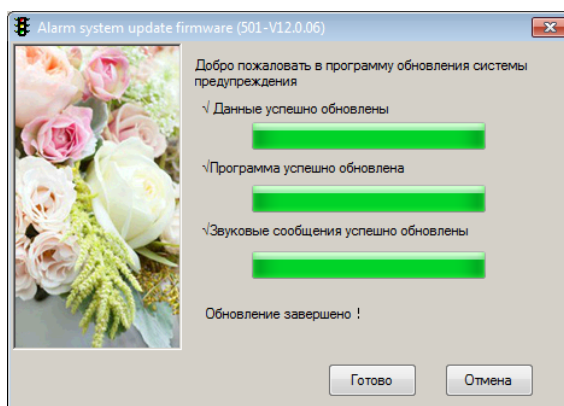 Alarm system update firmware (501-V12.0.06)
Добро пожаловать в программу обновления системы
предупреждения
√ Данные успешно обновлены
√Программа успешно обновлена
√Звуковые сообщения успешно обновлены
Обновление завершено !
Готово
Отмена